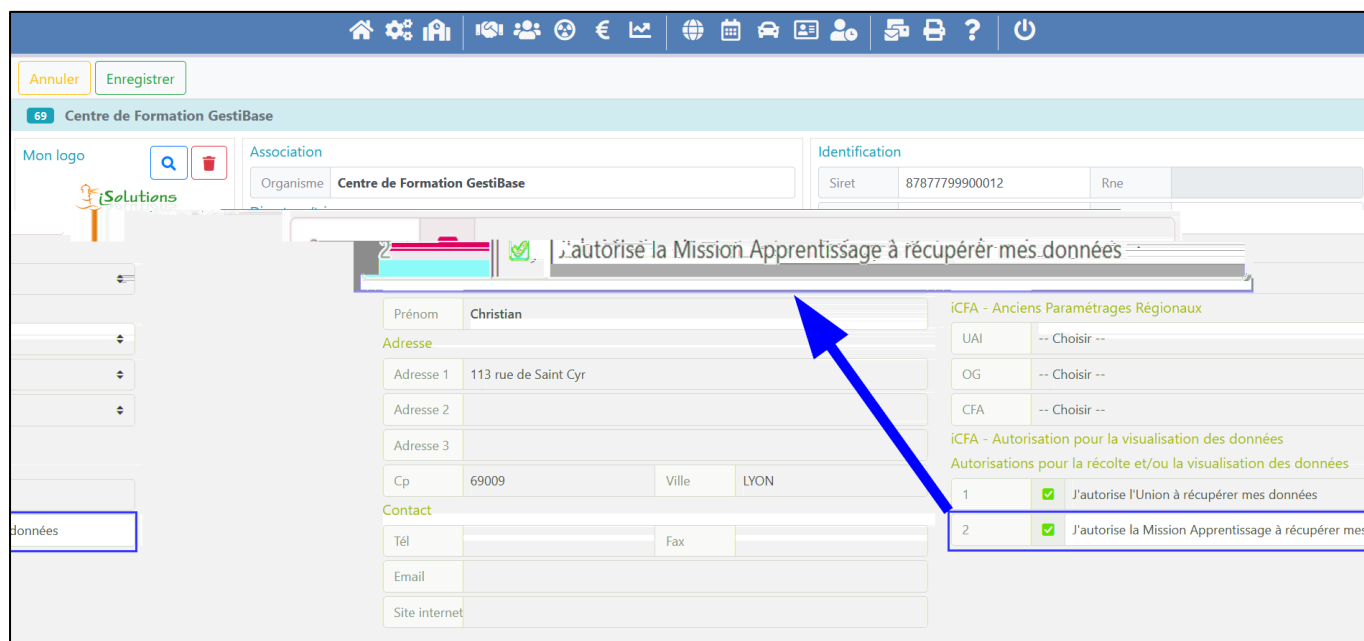 Annuler Enregistrer
69 Centre de Formation GestiBase
Mon logo
iSolutions
Association
Organisme Centre de Formation GestiBase
Identification
Siret 87877799900012 Rne
2 J'autorise la Mission Apprentissage à récupérer mes données
Prénom Christian
Adresse
Adresse 1 113 rue de Saint Cyr
Adresse 2
Adresse 3
Cp 69009 Ville LYON
Contact
Tél Fax
Email
Site internet
iCFA - Anciens Paramétrages Régionaux
UAI -- Choisir --
OG -- Choisir --
CFA -- Choisir --
iCFA - Autorisation pour la visualisation des données
Autorisations pour la récolte et/ou la visualisation des données
1 J'autorise l'Union à récupérer mes données
2 J'autorise la Mission Apprentissage à récupérer mes
données